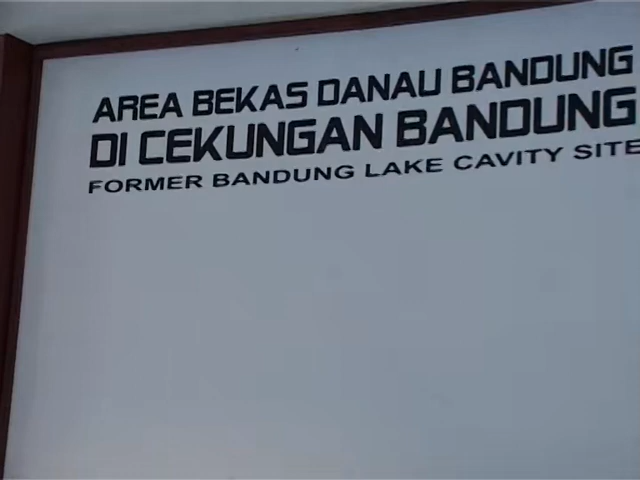 AREA BEKAS DANAU BANDUNG
DI CEKUNGAN BANDUNG
FORMER BANDUNG LAKE CAVITY SITE